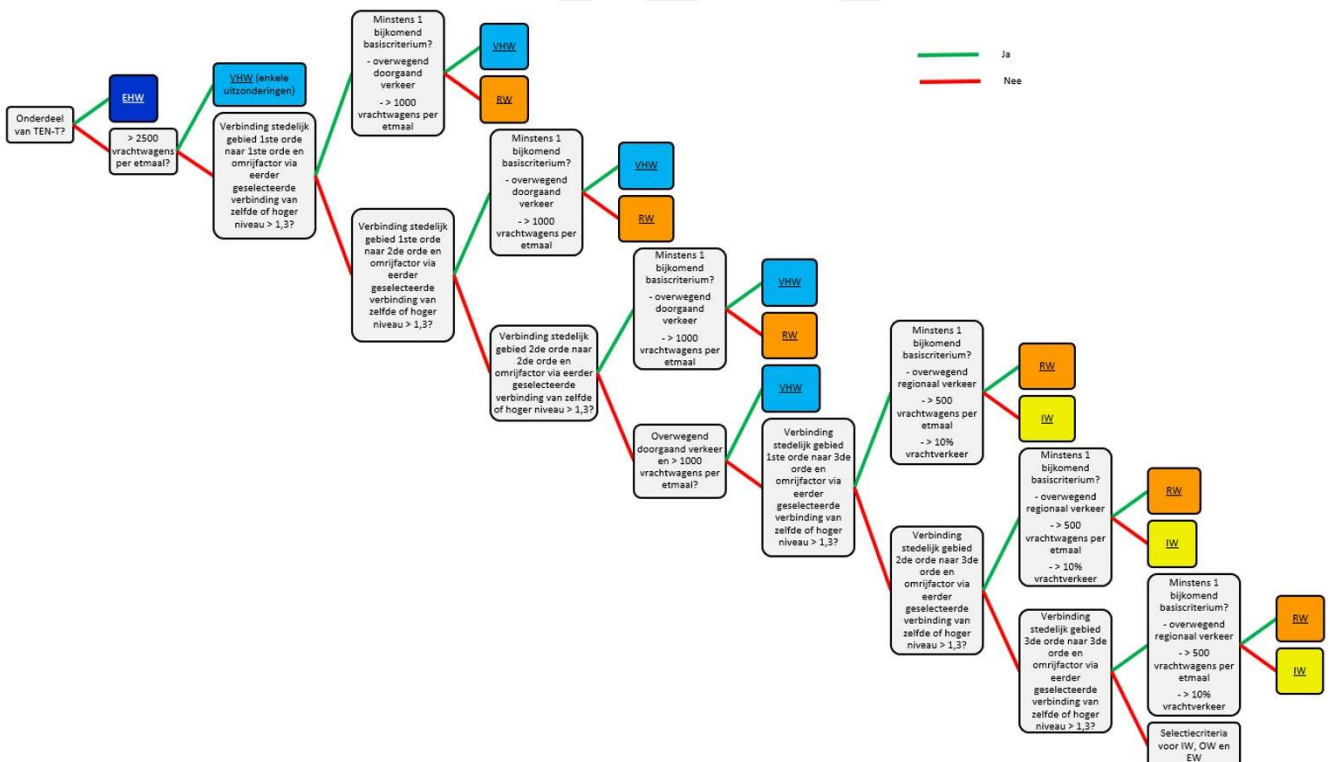 Onderdeel
van TEN-T?
EHW
> 2500
vrachtwagens
per etmaal?
VHW (enkele
uitzonderingen)
Verbinding stedelijk
gebied 1ste orde
naar 1ste orde en
omrijfactor via
eerder
geselecteerde
verbinding van
zelfde of hoger
niveau > 1,3?
Minstens 1
bijkomend
basiscriterium?
- overwegend
doorgaand
verkeer
- > 1000
vrachtwagens per
etmaal
VHW
RW
Verbinding stedelijk
gebied 1ste orde
naar 2de orde en
omrijfactor via
eerder
geselecteerde
verbinding van
zelfde of hoger
niveau > 1,3?
Minstens 1
bijkomend
basiscriterium?
- overwegend
doorgaand
verkeer
- > 1000
vrachtwagens per
etmaal
VHW
RW
Verbinding stedelijk
gebied 2de orde naar
2de orde en
omrijfactor via eerder
geselecteerde
verbinding van zelfde
of hoger niveau > 1,3?
Minstens 1
bijkomend
basiscriterium?
- overwegend
doorgaand
verkeer
- > 1000
vrachtwagens per
etmaal
VHW
RW
Overwegend
doorgaand verkeer
en > 1000
vrachtwagens per
etmaal?
VHW
Verbinding
stedelijk gebied
1ste orde naar 3de
orde en
omrijfactor via
eerder
geselecteerde
verbinding van
zelfde of hoger
niveau > 1,3?
Minstens 1
bijkomend
basiscriterium?
- overwegend
regionaal verkeer
- > 500
vrachtwagens per
etmaal
- > 10%
vrachtverkeer
RW
IW
Verbinding
stedelijk gebied
2de orde naar 3de
orde en
omrijfactor via
eerder
geselecteerde
verbinding van
zelfde of hoger
niveau > 1,3?
Minstens 1
bijkomend
basiscriterium?
- overwegend
regionaal verkeer
- > 500
vrachtwagens per
etmaal
- > 10%
vrachtverkeer
RW
IW
Verbinding
stedelijk gebied
3de orde naar 3de
orde en
omrijfactor via
eerder
geselecteerde
verbinding van
zelfde of hoger
niveau > 1,3?
Minstens 1
bijkomend
basiscriterium?
- overwegend
regionaal verkeer
- > 500
vrachtwagens per
etmaal
- > 10%
vrachtverkeer
RW
IW
Selectiecriteria
voor IW, OW en
EW
Ja
Nee